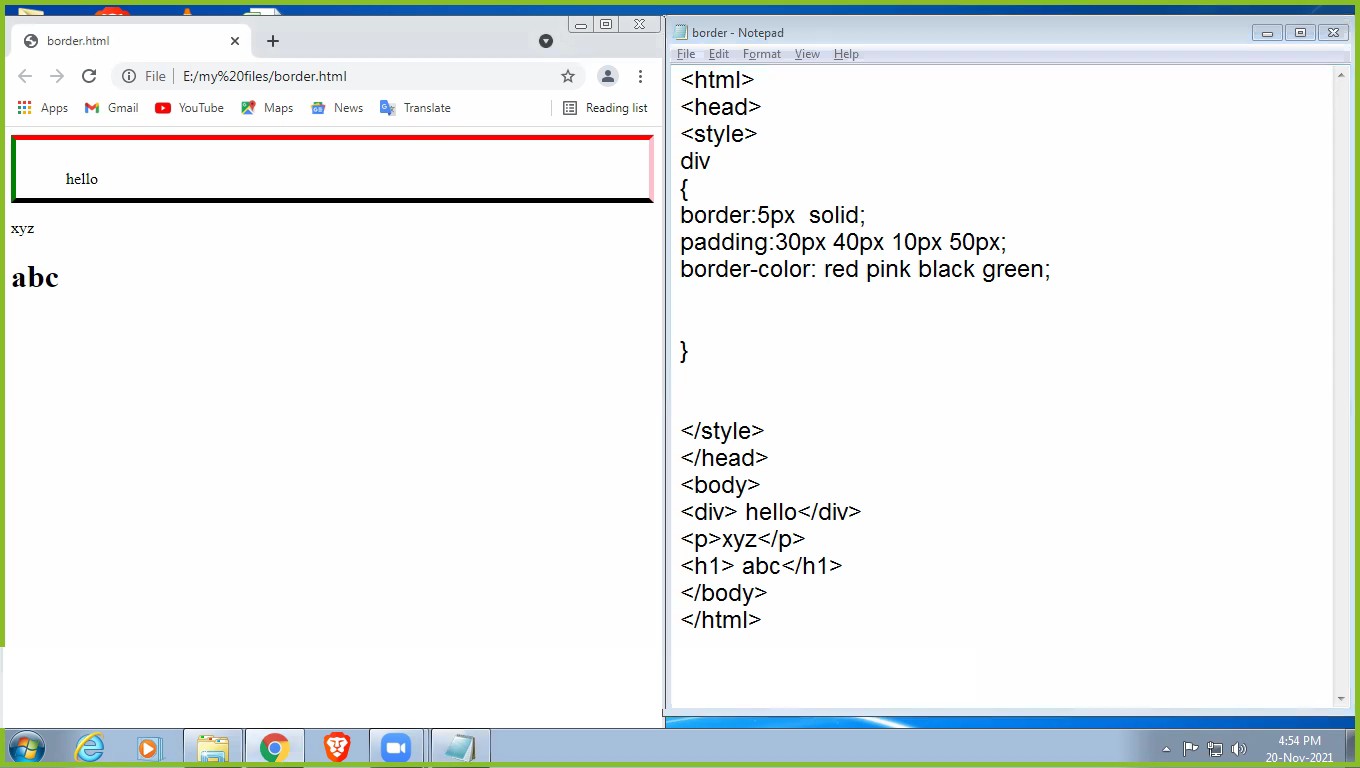 border.html
File
E:/my%20files/border.html
Apps
Gmail
YouTube
Maps
News
Translate
Reading list
hello
xyz
abc
border - Notepad
File Edit Format View Help
<html>
<head>
<style>
div
{
border:5px  solid;
padding:30px 40px 10px 50px;
border-color: red pink black green;
}
</style>
</head>
<body>
<div> hello</div>
<p>xyz</p>
<h1> abc</h1>
</body>
</html>
4:54 PM
20-Nov-2021